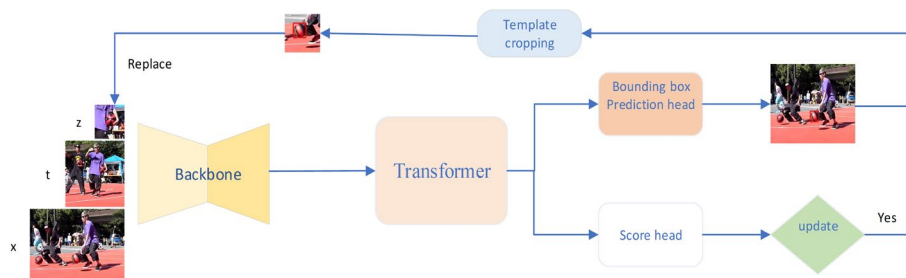 Template
cropping
Replace
Bounding box
Prediction head
z
t
Backbone
Transformer
x
Score head
update
Yes